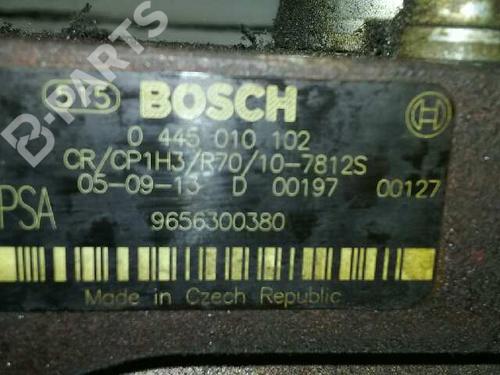 575 BOSCH
0 445 010 102
CR/CP1H3/R70/10-7812S
05-09-13 D 00197 00127
PSA 9656300380
Made in Czech Republic
B-PARTS